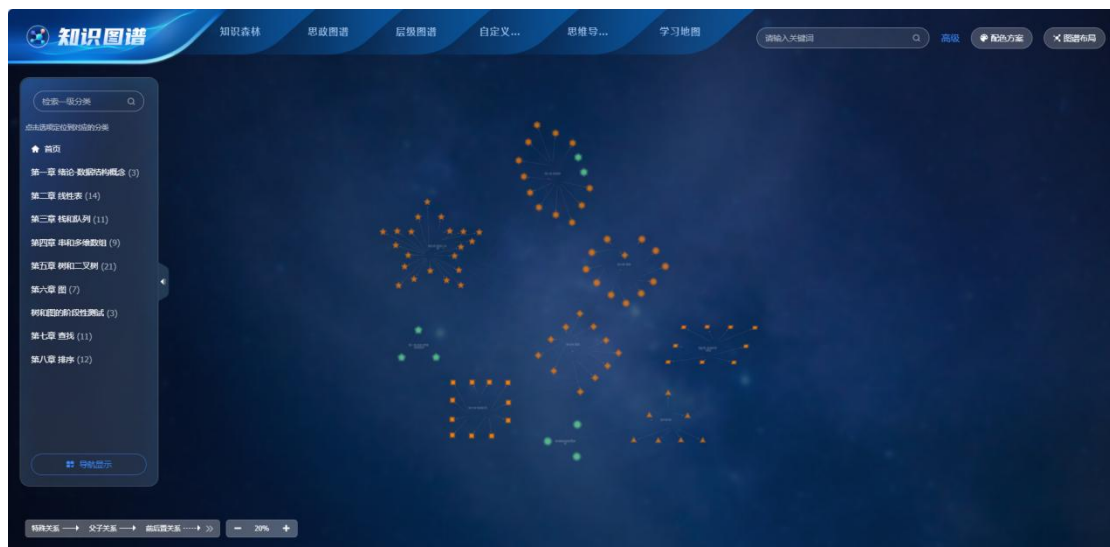 知识图谱
知识森林
思政图谱
层级图谱
自定义...
思维导...
学习地图
请输入关键词
高级
配色方案
图谱布局
检索一级分类
点击选项定位到对应的分类
首页
第一章 绪论-数据结构概念 (3)
第二章 线性表 (14)
第三章 栈和队列 (11)
第四章 串和多维数组 (9)
第五章 树和二叉树 (21)
第六章 图 (7)
树和图的阶段性测试 (3)
第七章 查找 (11)
第八章 排序 (12)
导航显示
特殊关系
父子关系
前后置关系
20%